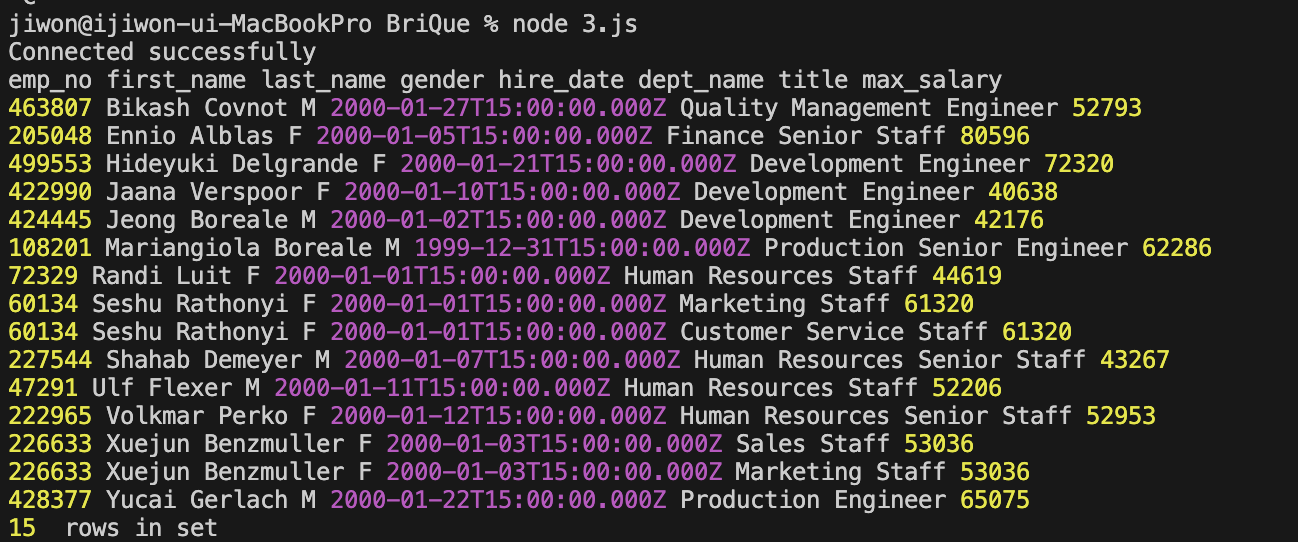 jiwon@ijiwon-ui-MacBookPro BriQue % node 3.js
Connected successfully
emp_no first_name last_name gender hire_date dept_name title max_salary
463807 Bikash Covnot M 2000-01-27T15:00:00.000Z Quality Management Engineer 52793
205048 Ennio Alblas F 2000-01-05T15:00:00.000Z Finance Senior Staff 80596
499553 Hideyuki Delgrande F 2000-01-21T15:00:00.000Z Development Engineer 72320
422990 Jaana Verspoor F 2000-01-10T15:00:00.000Z Development Engineer 40638
424445 Jeong Boreale M 2000-01-02T15:00:00.000Z Development Engineer 42176
108201 Mariangiola Boreale M 1999-12-31T15:00:00.000Z Production Senior Engineer 62286
72329 Randi Luit F 2000-01-01T15:00:00.000Z Human Resources Staff 44619
60134 Seshu Rathonyi F 2000-01-01T15:00:00.000Z Marketing Staff 61320
60134 Seshu Rathonyi F 2000-01-01T15:00:00.000Z Customer Service Staff 61320
227544 Shahab Demeyer M 2000-01-07T15:00:00.000Z Human Resources Senior Staff 43267
47291 Ulf Flexer M 2000-01-11T15:00:00.000Z Human Resources Staff 52206
222965 Volkmar Perko F 2000-01-12T15:00:00.000Z Human Resources Senior Staff 52953
226633 Xuejun Benzmuller F 2000-01-03T15:00:00.000Z Sales Staff 53036
226633 Xuejun Benzmuller F 2000-01-03T15:00:00.000Z Marketing Staff 53036
428377 Yucai Gerlach M 2000-01-22T15:00:00.000Z Production Engineer 65075
15  rows in set